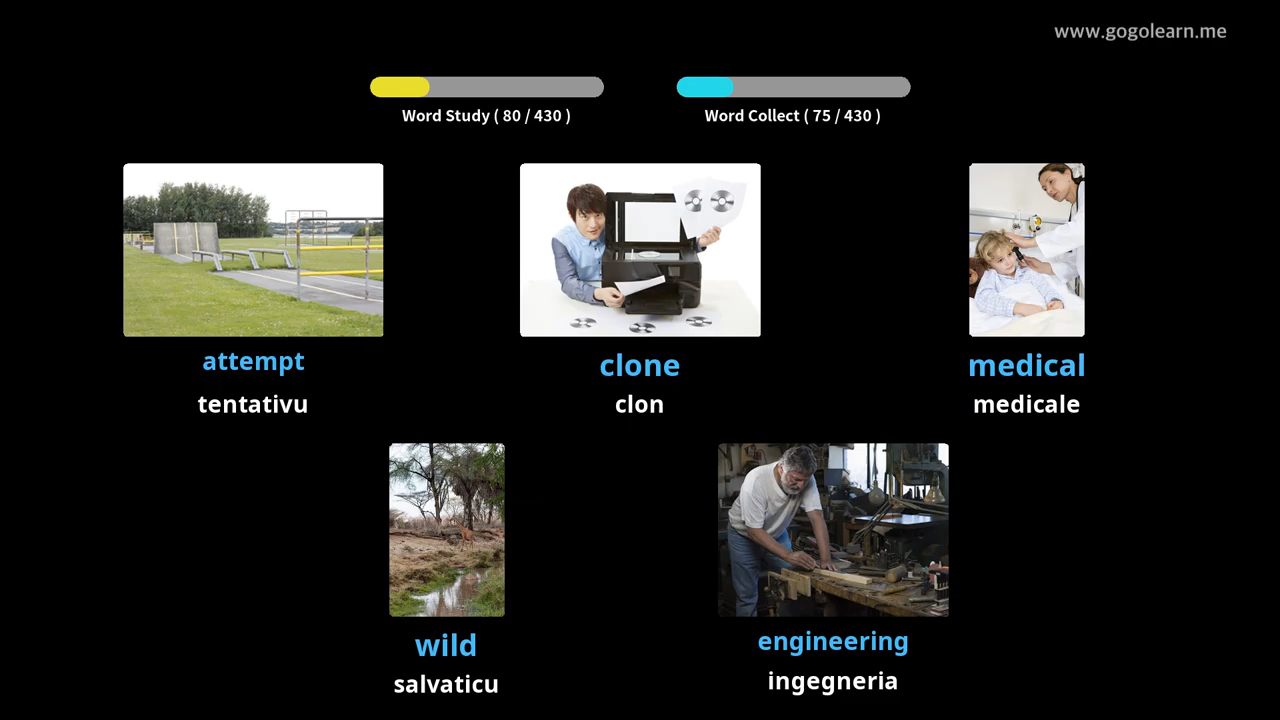 www.gogolearn.me
Word Study ( 80 / 430 )
Word Collect ( 75 / 430 )
attempt
tentativu
clone
clon
medical
medicale
wild
salvaticu
engineering
ingegneria